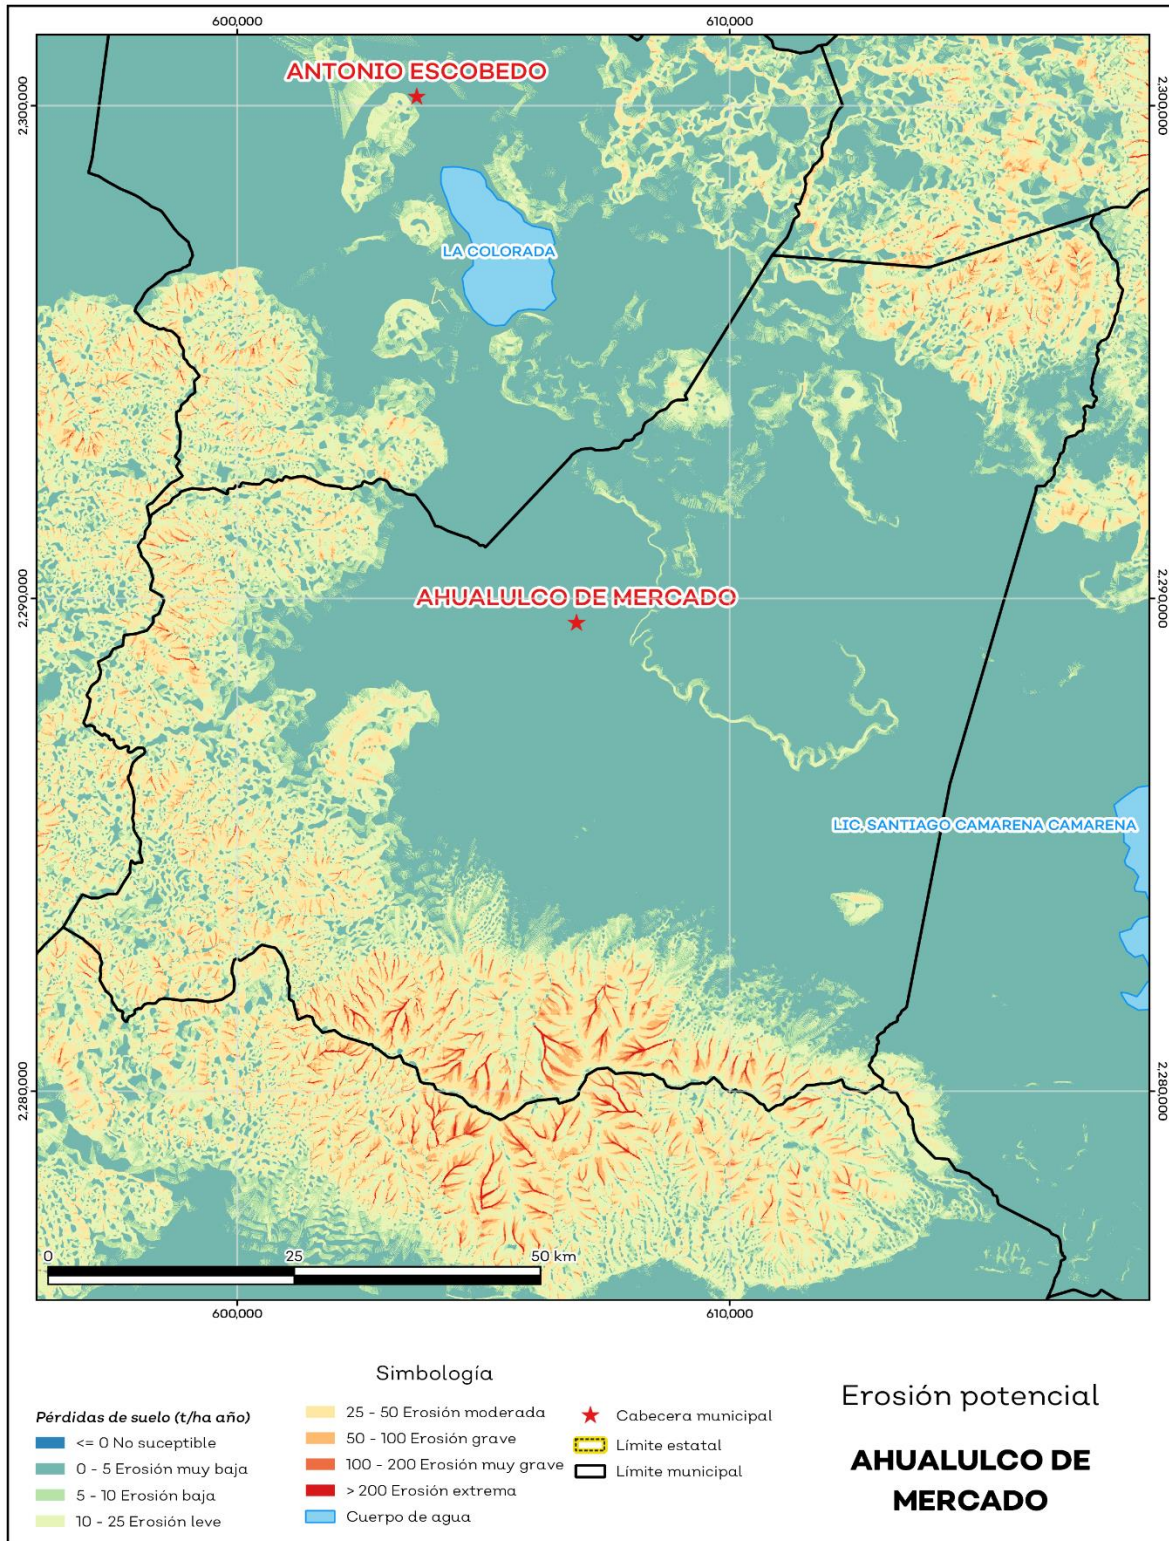 600,000
610,000
ANTONIO ESCOBEDO
2,300,000
2,300,000
LA COLORADA
AHUALULCO DE MERCADO
2,290,000
2,290,000
LIC. SANTIAGO CAMARENA CAMARENA
2,280,000
2,280,000
0
25
50 km
600,000
610,000
Simbología
Pérdidas de suelo (t/ha año)
<= 0 No suceptible
0 - 5 Erosión muy baja
5 - 10 Erosión baja
10 - 25 Erosión leve
25 - 50 Erosión moderada
50 - 100 Erosión grave
100 - 200 Erosión muy grave
> 200 Erosión extrema
Cuerpo de agua
Cabecera municipal
Límite estatal
Límite municipal
Erosión potencial
AHUALULCO DE
MERCADO